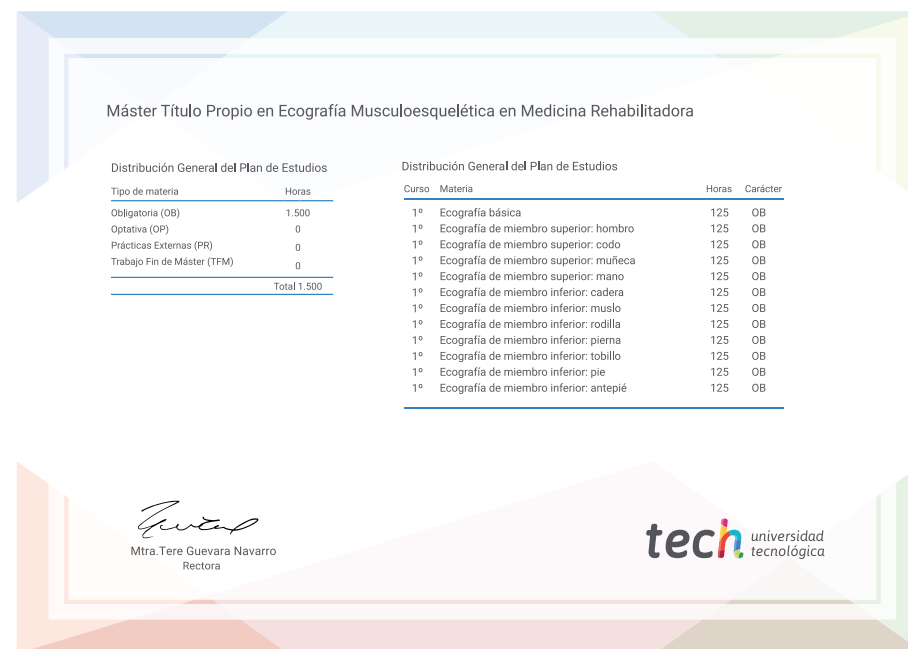 Máster Título Propio en Ecografía Musculoesquelética en Medicina Rehabilitadora
Distribución General del Plan de Estudios
Tipo de materia Horas
Obligatoria (OB) 1.500
Optativa (OP) 0
Prácticas Externas (PR) 0
Trabajo Fin de Máster (TFM) 0
Total 1.500
Distribución General del Plan de Estudios
Curso Materia Horas Carácter
1º Ecografía básica 125 OB
1º Ecografía de miembro superior: hombro 125 OB
1º Ecografía de miembro superior: codo 125 OB
1º Ecografía de miembro superior: muñeca 125 OB
1º Ecografía de miembro superior: mano 125 OB
1º Ecografía de miembro inferior: cadera 125 OB
1º Ecografía de miembro inferior: muslo 125 OB
1º Ecografía de miembro inferior: rodilla 125 OB
1º Ecografía de miembro inferior: pierna 125 OB
1º Ecografía de miembro inferior: tobillo 125 OB
1º Ecografía de miembro inferior: pie 125 OB
1º Ecografía de miembro inferior: antepié 125 OB
Mtra.Tere Guevara Navarro
Rectora
tech universidad
tecnológica